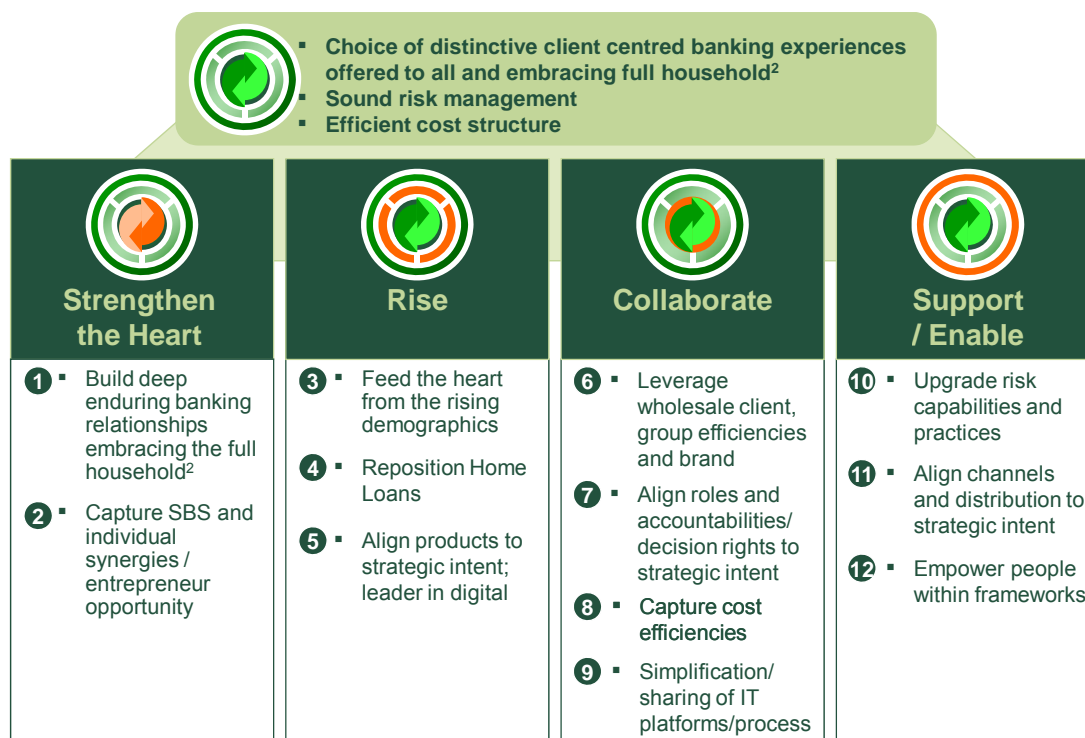 ▪ Choice of distinctive client centred banking experiences
offered to all and embracing full household²
▪ Sound risk management
▪ Efficient cost structure
Strengthen
the Heart
1 ▪ Build deep
enduring banking
relationships
embracing the full
household²
2 ▪ Capture SBS and
individual
synergies /
entrepreneur
opportunity
Rise
3 ▪ Feed the heart
from the rising
demographics
4 ▪ Reposition Home
Loans
5 ▪ Align products to
strategic intent;
leader in digital
Collaborate
6 ▪ Leverage
wholesale client,
group efficiencies
and brand
7 ▪ Align roles and
accountabilities/
decision rights to
strategic intent
8 ▪ Capture cost
efficiencies
9 ▪ Simplification/
sharing of IT
platforms/process
Support
/ Enable
10 ▪ Upgrade risk
capabilities and
practices
11 ▪ Align channels
and distribution to
strategic intent
12 ▪ Empower people
within frameworks